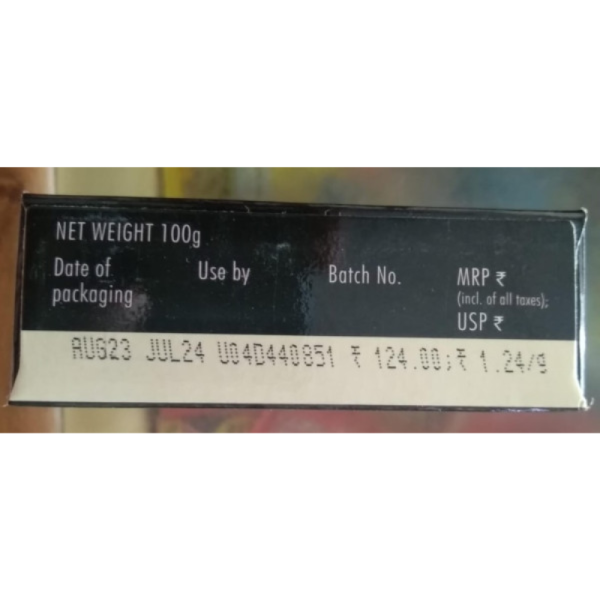 NET WEIGHT 100g
Date of packaging Use by Batch No. MRP ₹
(incl. of all taxes);
USP ₹
AUG23 JUL24 U04D440851 ₹ 124.00;₹ 1.24/g